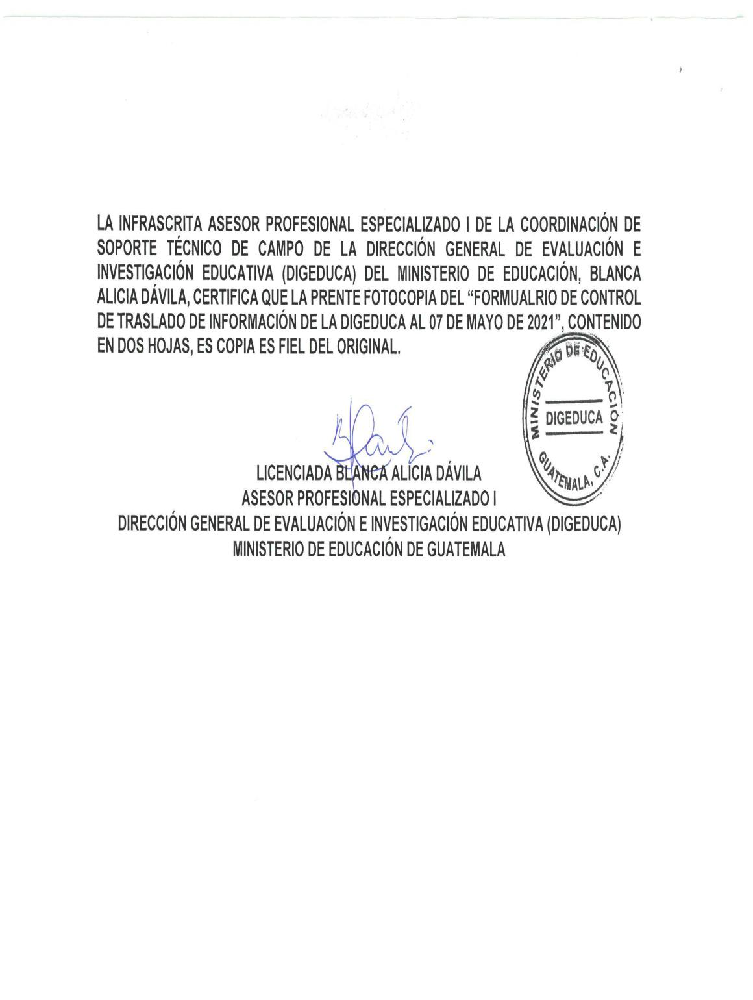 LA INFRASCRITA ASESOR PROFESIONAL ESPECIALIZADO I DE LA COORDINACIÓN DE
SOPORTE TÉCNICO DE CAMPO DE LA DIRECCIÓN GENERAL DE EVALUACIÓN E
INVESTIGACIÓN EDUCATIVA (DIGEDUCA) DEL MINISTERIO DE EDUCACIÓN, BLANCA
ALICIA DÁVILA, CERTIFICA QUE LA PRENTE FOTOCOPIA DEL “FORMUALRIO DE CONTROL
DE TRASLADO DE INFORMACIÓN DE LA DIGEDUCA AL 07 DE MAYO DE 2021”, CONTENIDO
EN DOS HOJAS, ES COPIA ES FIEL DEL ORIGINAL.
MINISTERIO DE EDUCACIÓN
DIGEDUCA
GUATEMALA, C.A.
LICENCIADA BLANCA ALICIA DÁVILA
ASESOR PROFESIONAL ESPECIALIZADO I
DIRECCIÓN GENERAL DE EVALUACIÓN E INVESTIGACIÓN EDUCATIVA (DIGEDUCA)
MINISTERIO DE EDUCACIÓN DE GUATEMALA